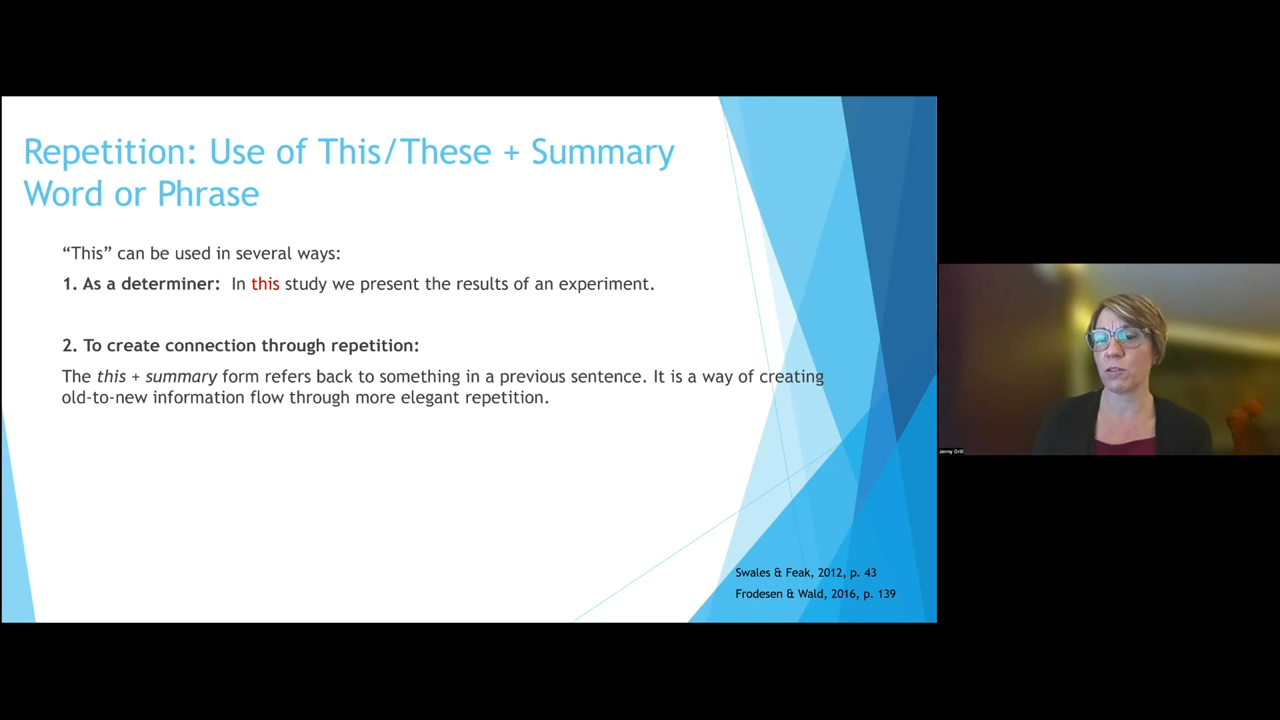 Repetition: Use of This/These + Summary
Word or Phrase
“This” can be used in several ways:
1. As a determiner: In this study we present the results of an experiment.
2. To create connection through repetition:
The this + summary form refers back to something in a previous sentence. It is a way of creating
old-to-new information flow through more elegant repetition.
Swales & Feak, 2012, p. 43
Frodesen & Wald, 2016, p. 139
Jenny Grill